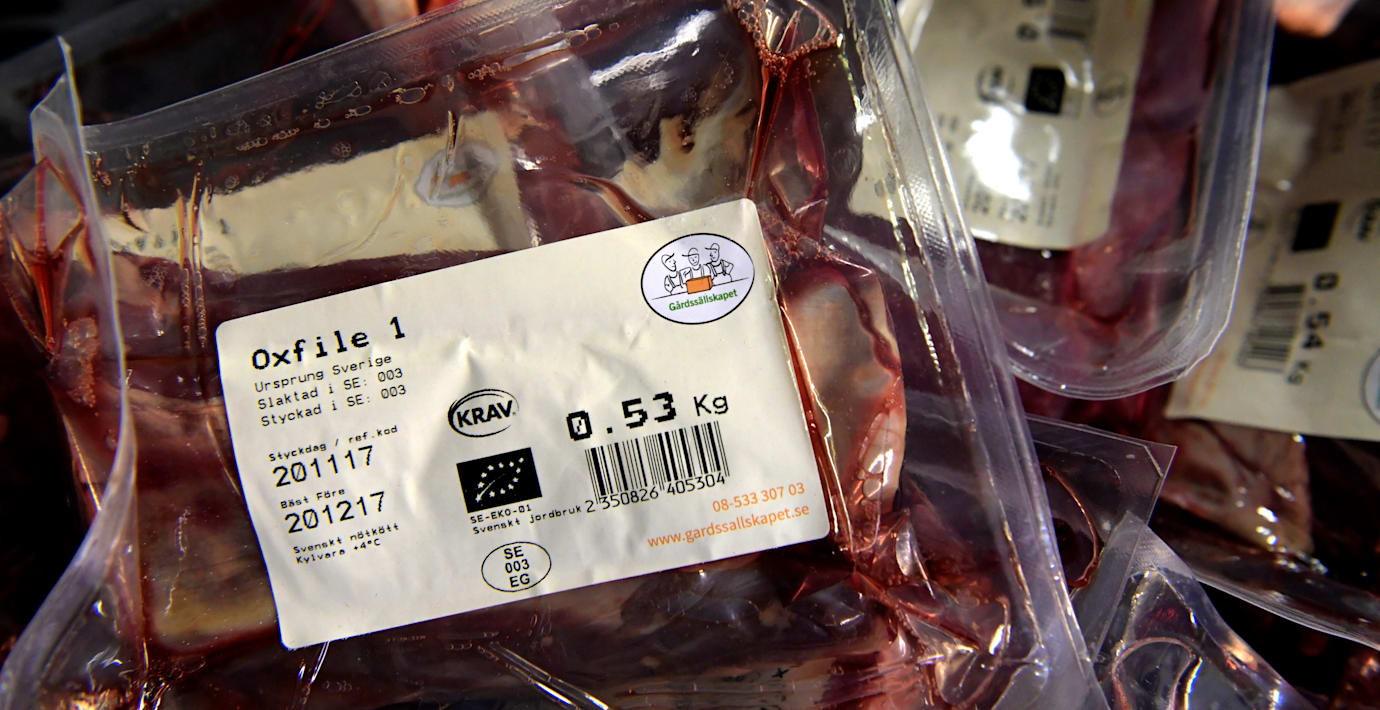 Oxfile 1
Ursprung Sverige
Slaktad i SE: 003
Styckad i SE: 003
Styckdag / ref.kod
201117
Bäst Före
201217
Svenskt nötkött
Kylvara +4°C
KRAV
SE-EKO-01
Svenskt jordbruk
SE
003
EG
0.53 Kg
2 350826 405304
08-533 307 03
www.gardssallskapet.se
Gårdssällskapet
0.54 Kg